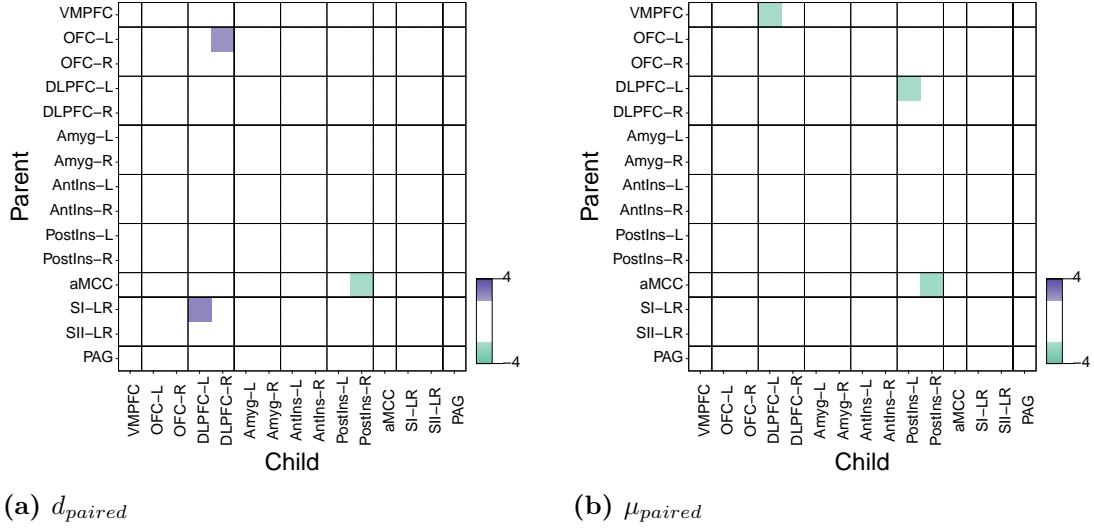 VMPFC
OFC−L
OFC−R
DLPFC−L
DLPFC−R
Amyg−L
Amyg−R
AntIns−L
AntIns−R
PostIns−L
PostIns−R
aMCC
SI−LR
SII−LR
PAG
Parent
VMPFC
OFC−L
OFC−R
DLPFC−L
DLPFC−R
Amyg−L
Amyg−R
AntIns−L
AntIns−R
PostIns−L
PostIns−R
aMCC
SI−LR
SII−LR
PAG
Child
4
−4
(a) d_paired
VMPFC
OFC−L
OFC−R
DLPFC−L
DLPFC−R
Amyg−L
Amyg−R
AntIns−L
AntIns−R
PostIns−L
PostIns−R
aMCC
SI−LR
SII−LR
PAG
Parent
VMPFC
OFC−L
OFC−R
DLPFC−L
DLPFC−R
Amyg−L
Amyg−R
AntIns−L
AntIns−R
PostIns−L
PostIns−R
aMCC
SI−LR
SII−LR
PAG
Child
4
−4
(b) μ_paired